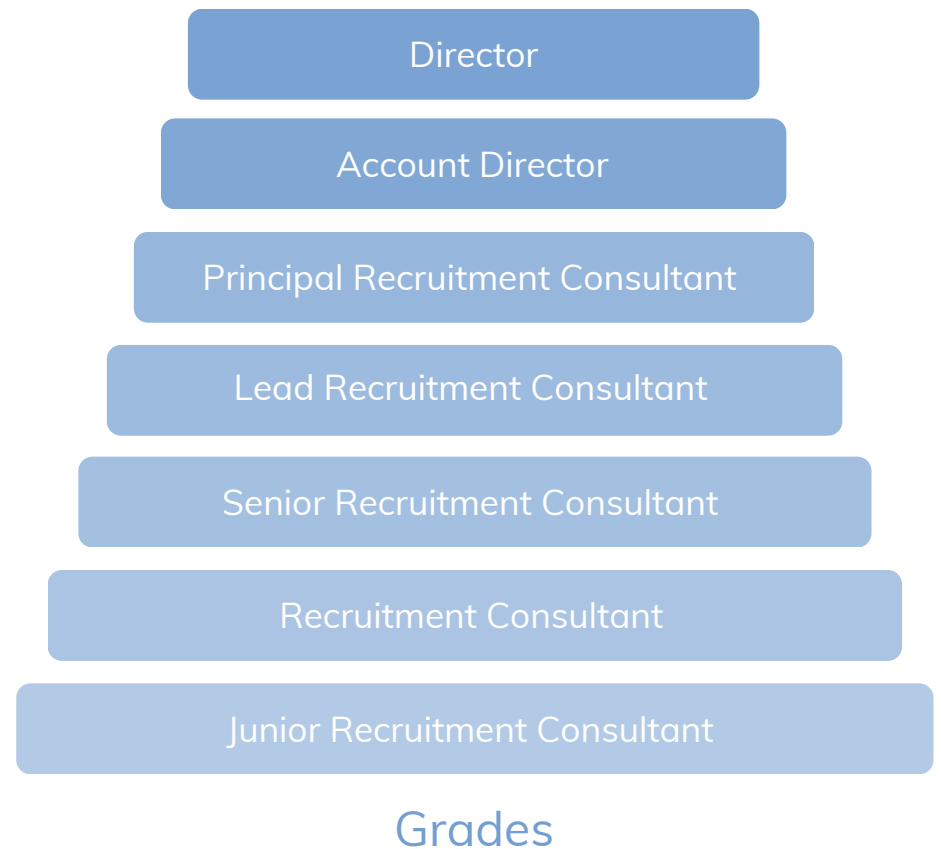 Director
Account Director
Principal Recruitment Consultant
Lead Recruitment Consultant
Senior Recruitment Consultant
Recruitment Consultant
Junior Recruitment Consultant
Grades